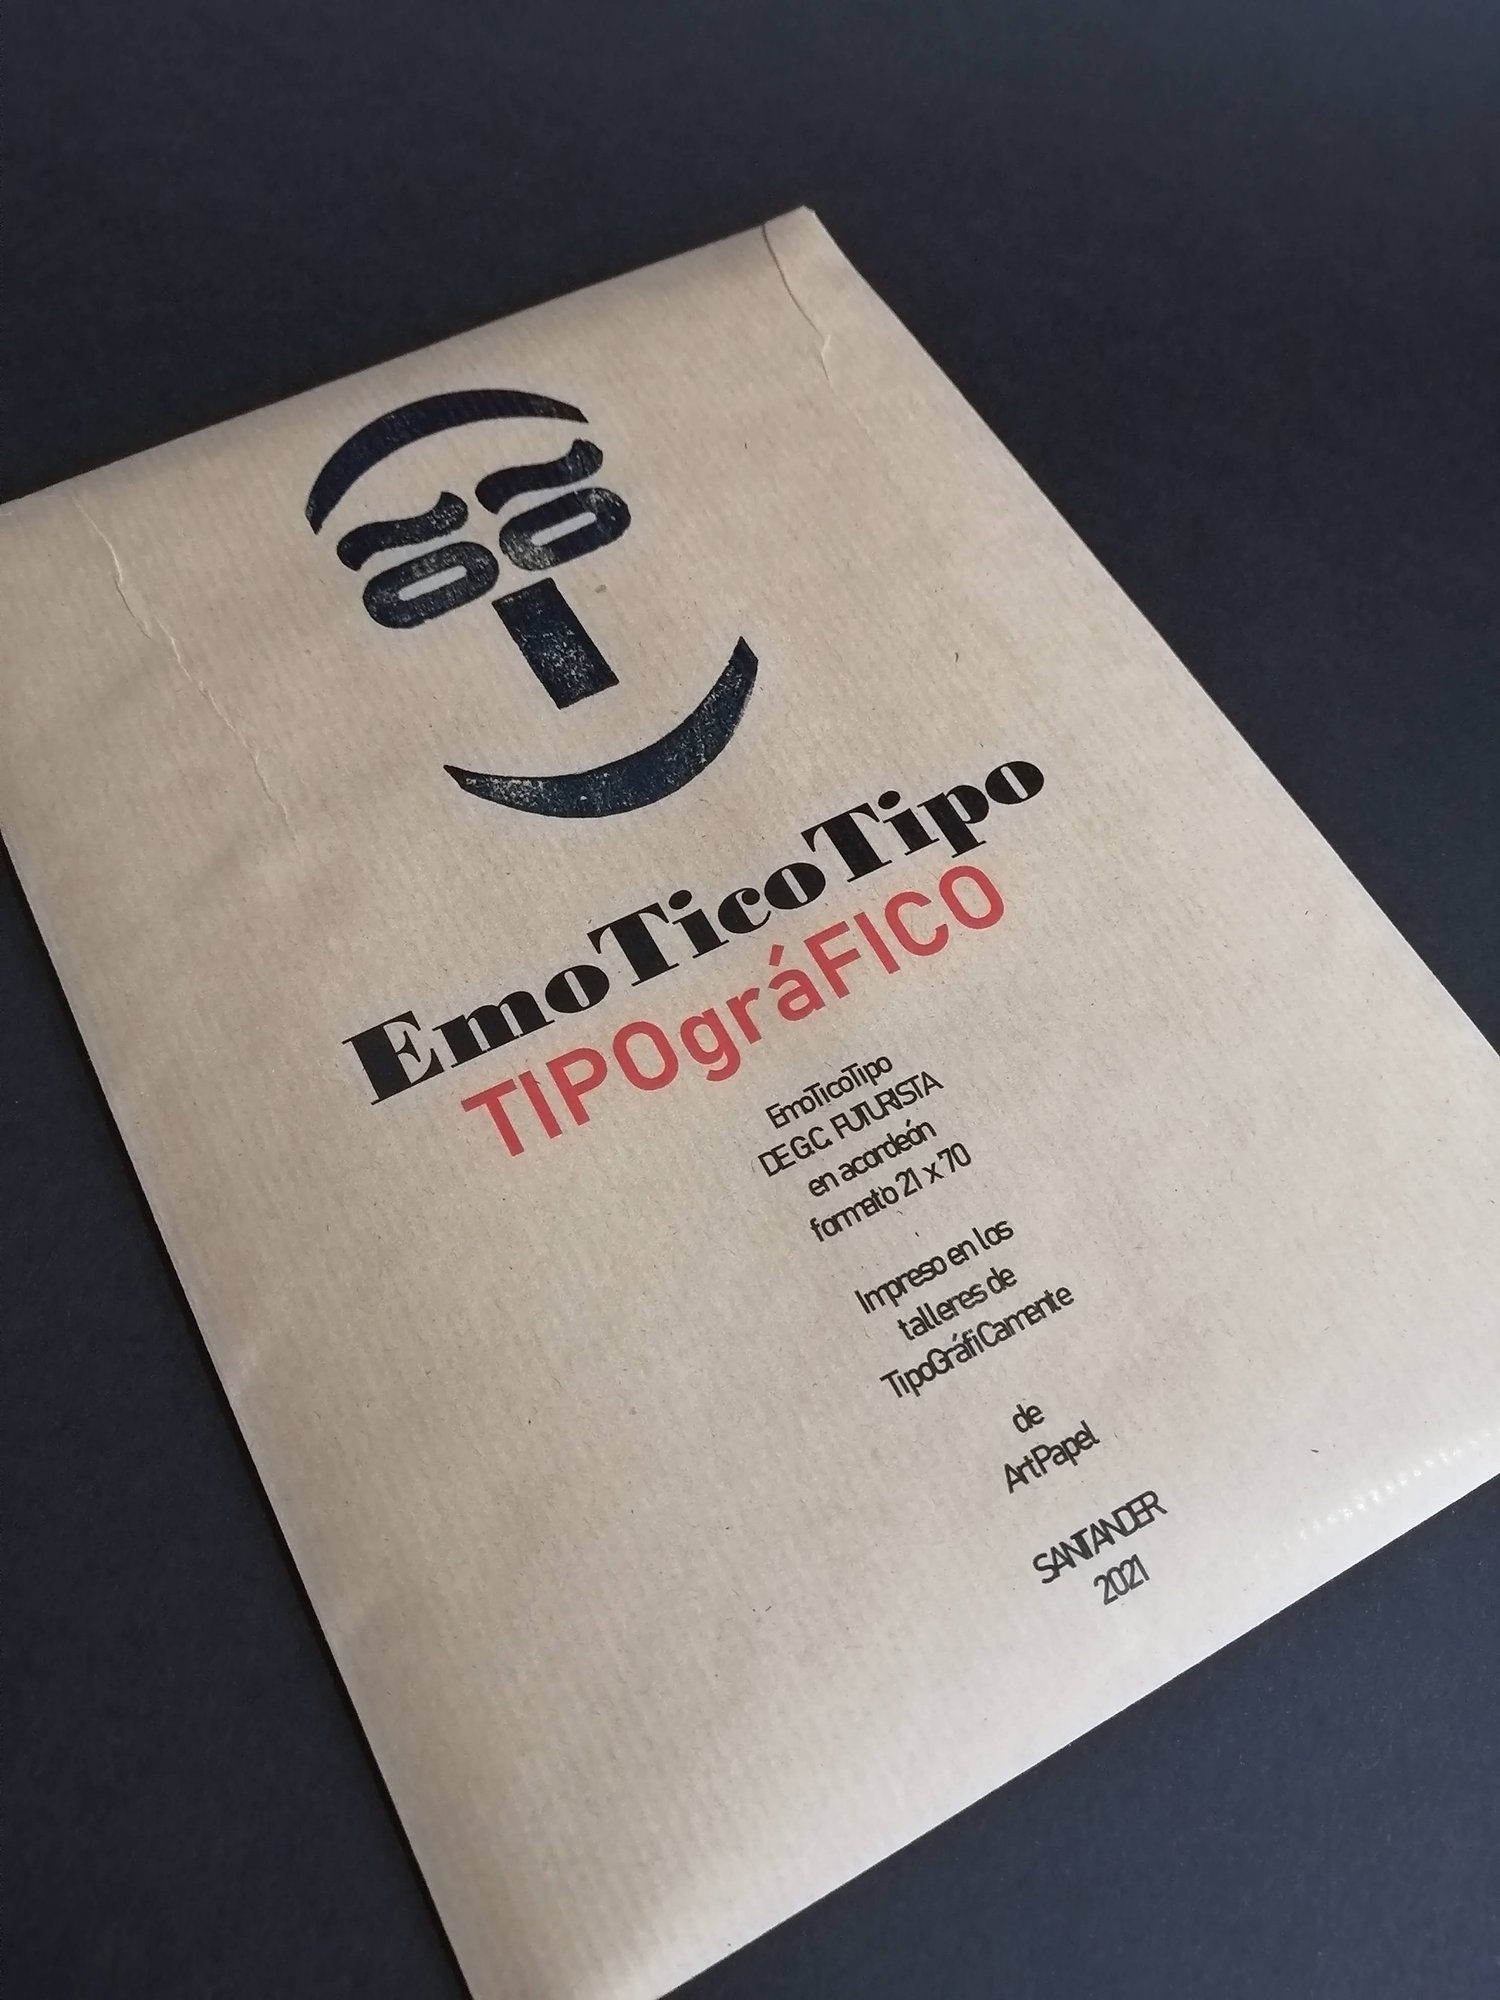 EmoTicoTipo
TIPOgráFICO
EmoTicoTipo
DE G.C. FUTURISTA
en acordeón
formato 21 x 70
Impreso en los
talleres de
TipoGráfiCamente
de
ArtPapel
SANTANDER
2021